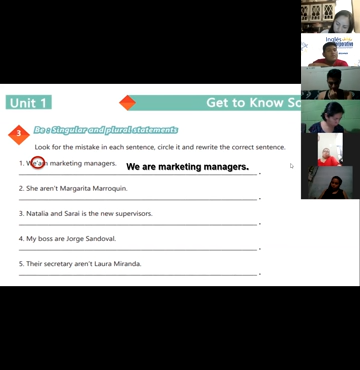 Unit 1
Get to Know
Be : Singular and plural statements
3
Look for the mistake in each sentence, circle it and rewrite the correct sentence.
1. We'am marketing managers.
We are marketing managers.
2. She aren't Margarita Marroquin.
3. Natalia and Sarai is the new supervisors.
4. My boss are Jorge Sandoval.
5. Their secretary aren't Laura Miranda.
Inglés